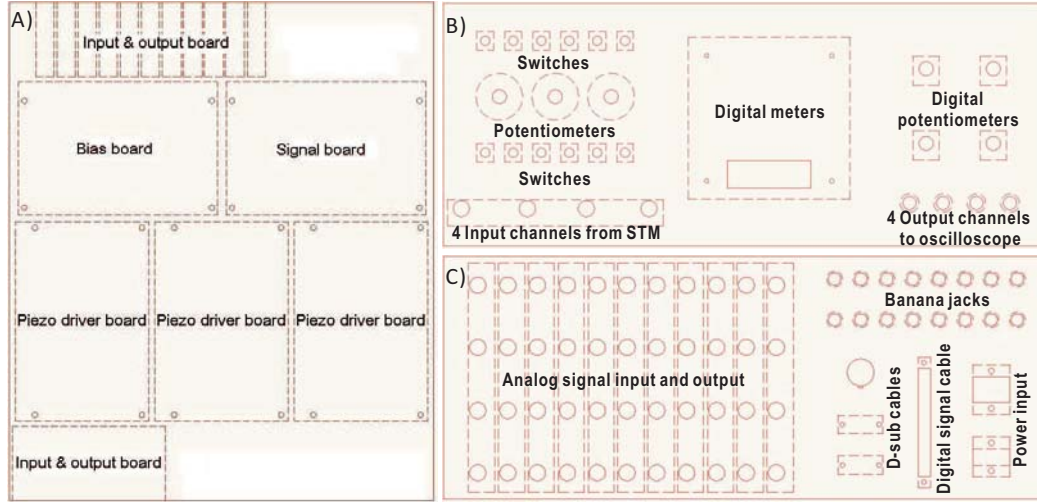 A)
Input & output board
Bias board
Signal board
Piezo driver board
Piezo driver board
Piezo driver board
Input & output board
B)
Switches
Potentiometers
Switches
4 Input channels from STM
Digital meters
Digital
potentiometers
4 Output channels
to oscilloscope
C)
Analog signal input and output
Banana jacks
D-sub cables
Digital signal cable
Power input